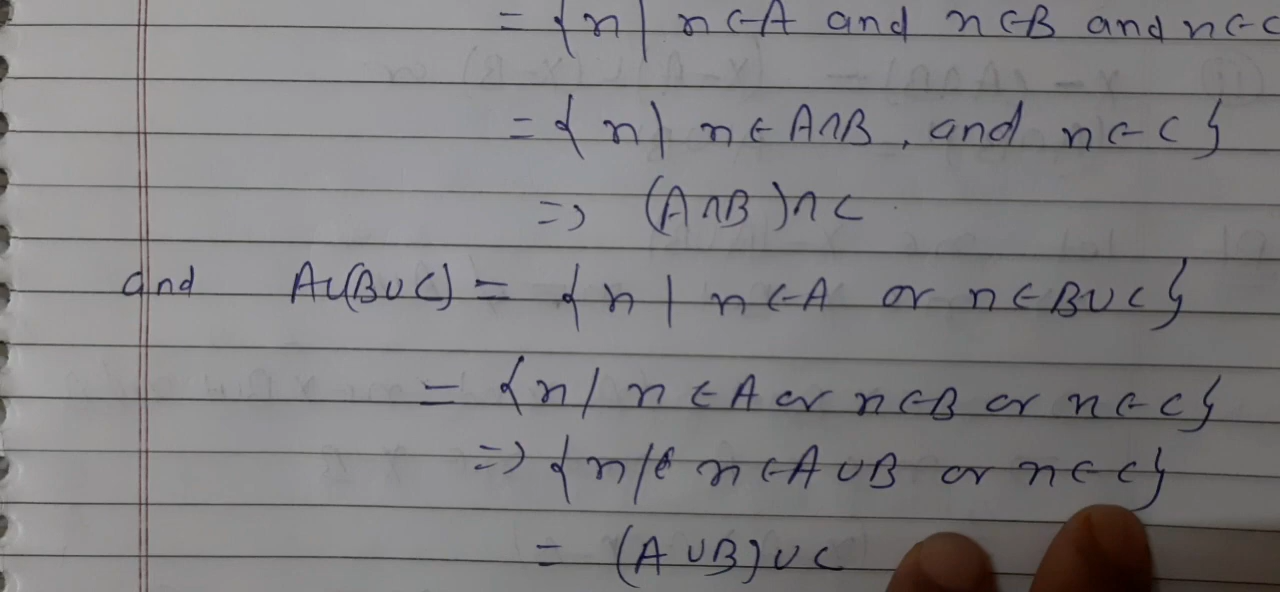 = {n | n ∈ A and n ∈ B and n ∈ C
= {n | n ∈ A∩B, and n ∈ C}
=> (A∩B)∩C
and A∪(B∪C) = {n | n ∈ A or n ∈ B∪C}
= {n | n ∈ A or n ∈ B or n ∈ C}
=> {n | n ∈ A∪B or n ∈ C}
= (A∪B)∪C